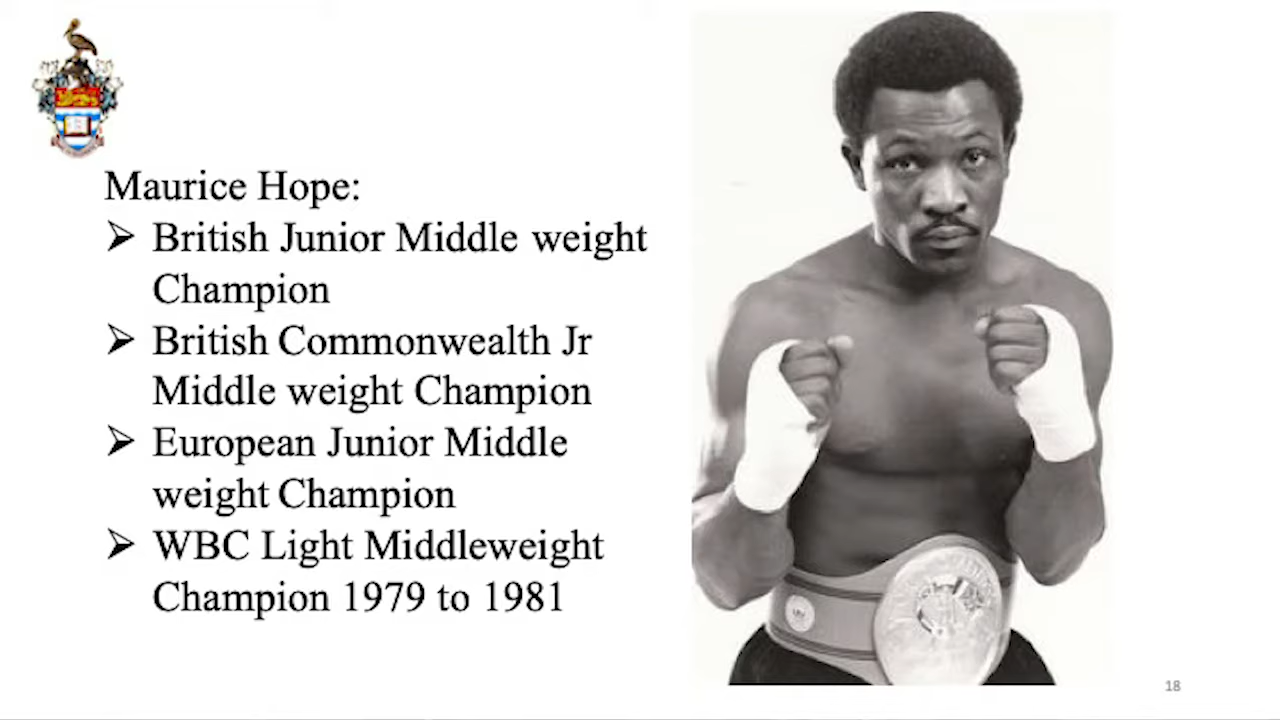 Maurice Hope:
➢ British Junior Middle weight
Champion
➢ British Commonwealth Jr
Middle weight Champion
➢ European Junior Middle
weight Champion
➢ WBC Light Middleweight
Champion 1979 to 1981
18